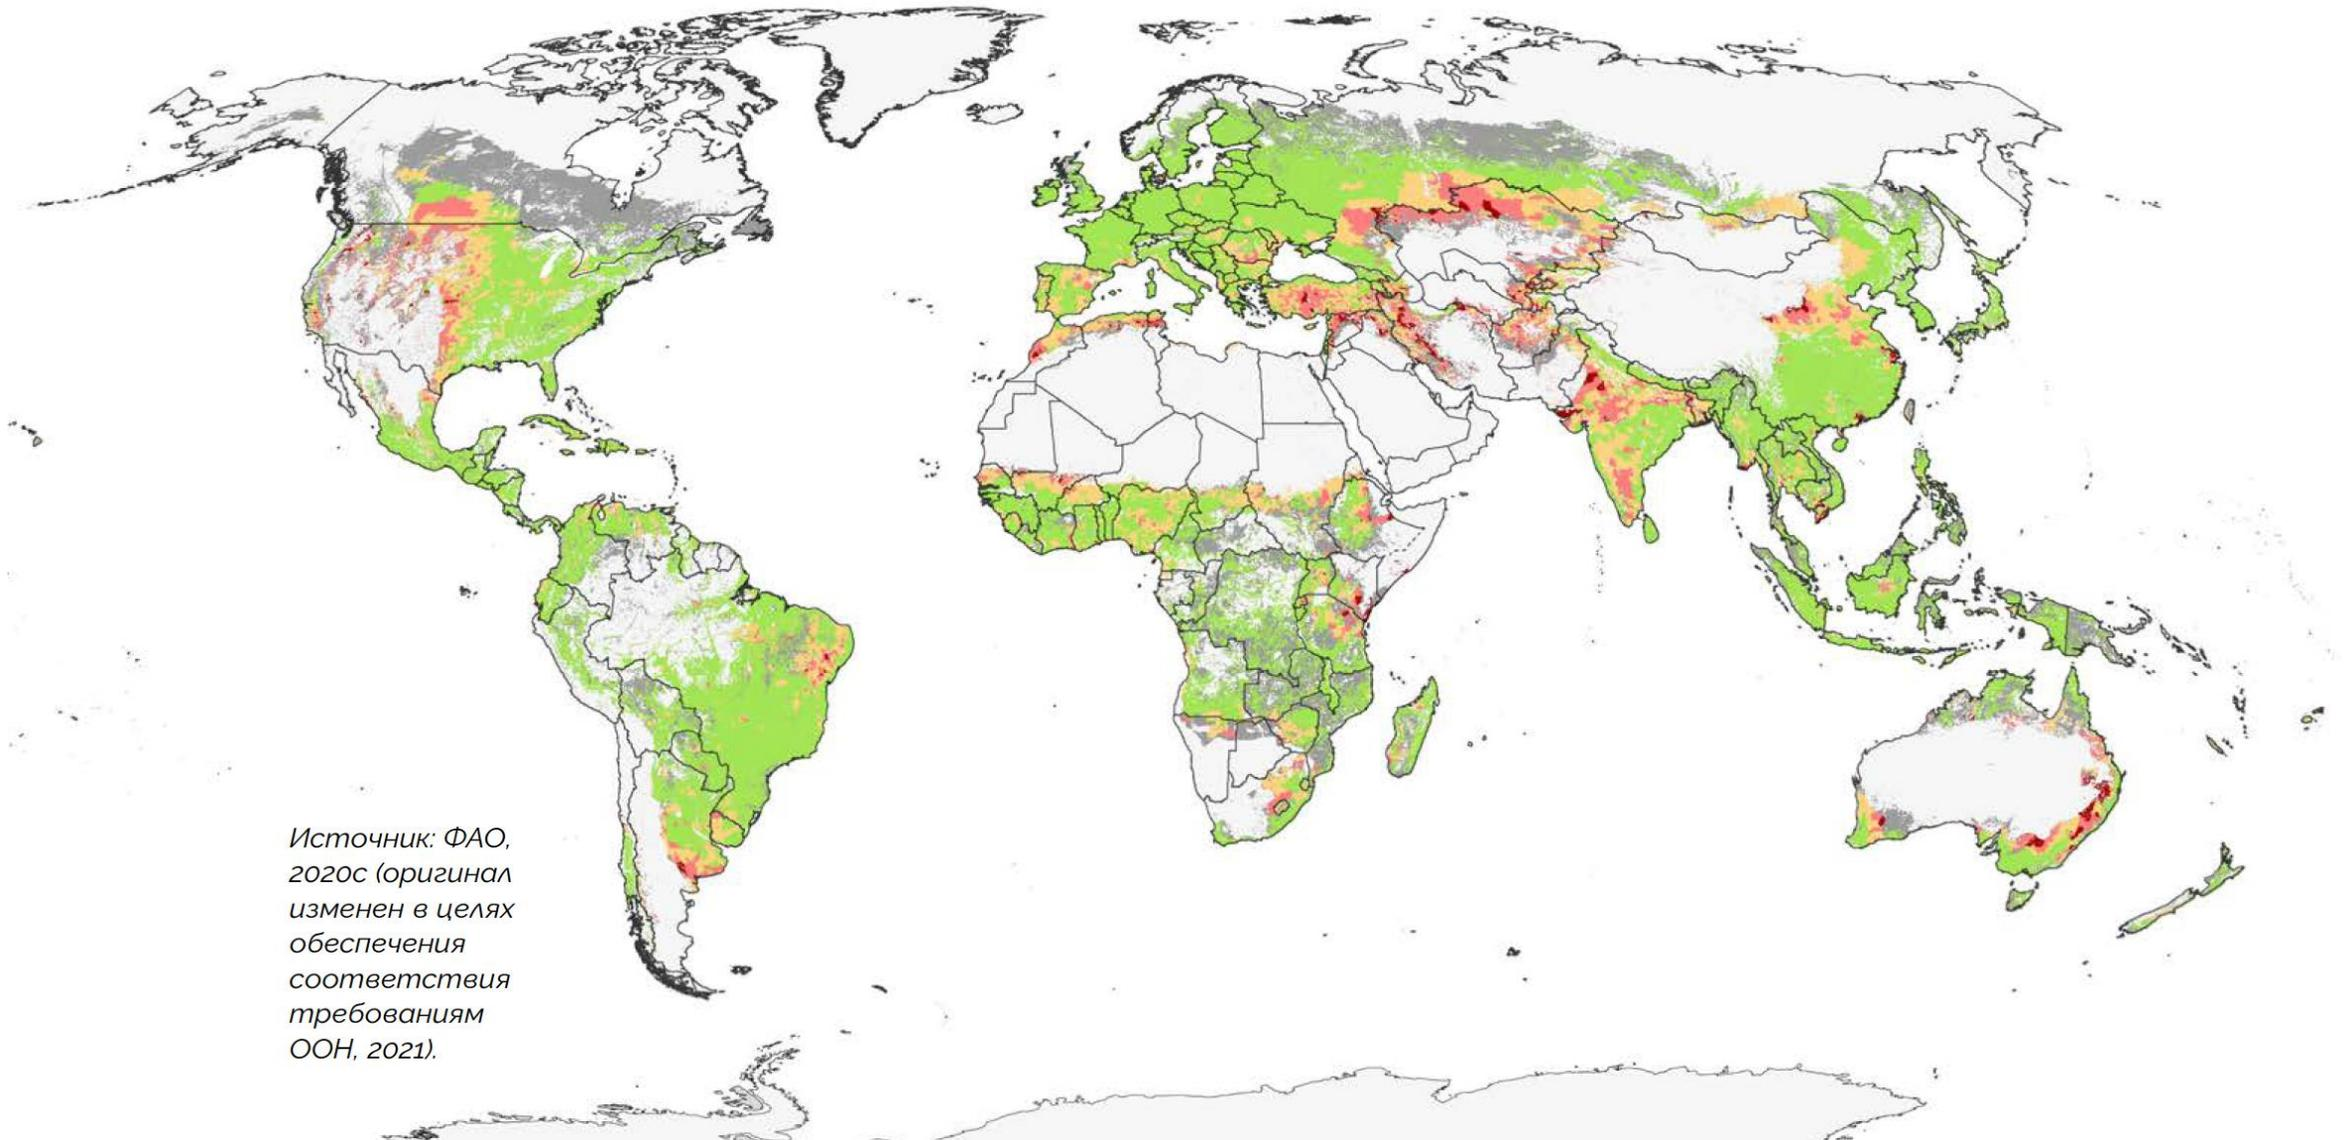 Источник: ФАО,
2020с (оригинал
изменен в целях
обеспечения
соответствия
требованиям
ООН, 2021).